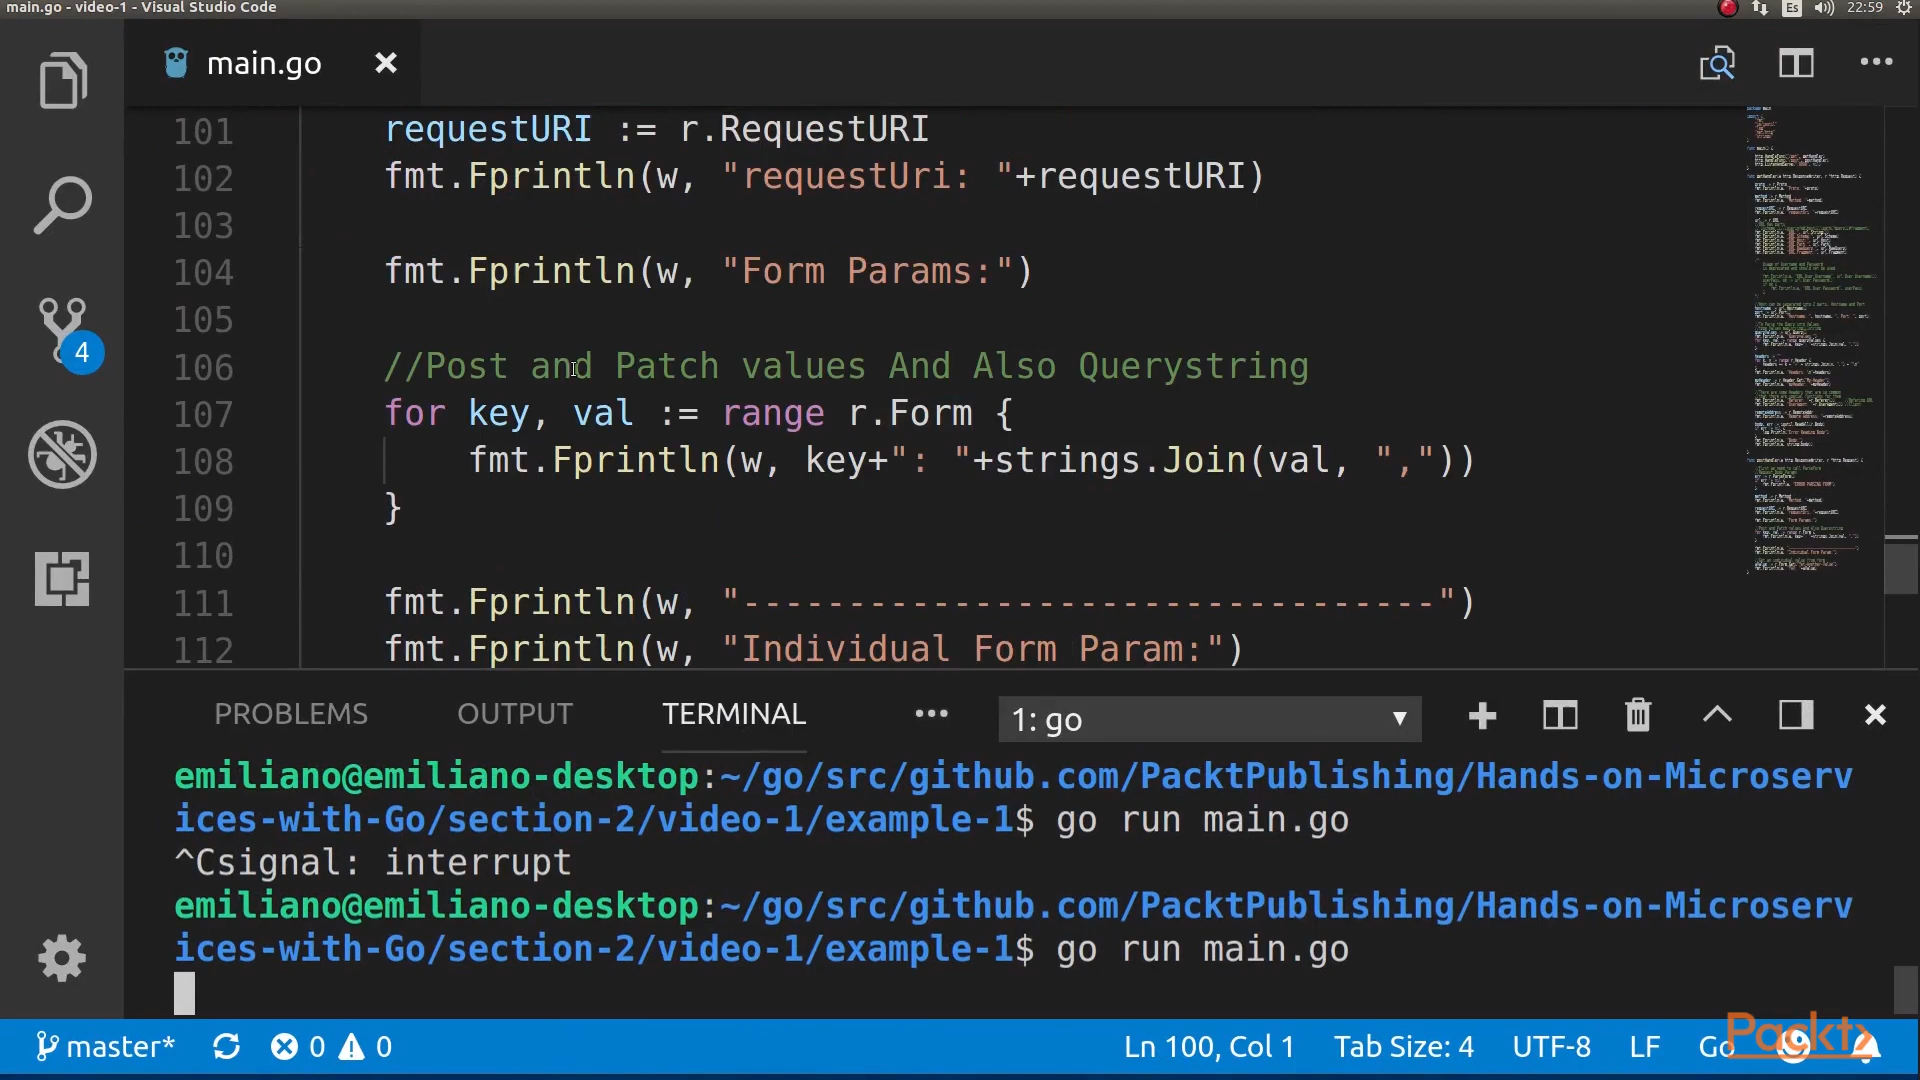 main.go - video-1 - Visual Studio Code
Es
22:59
main.go
101 requestURI := r.RequestURI
102 fmt.Fprintln(w, "requestUri: "+requestURI)
103
104 fmt.Fprintln(w, "Form Params:")
105
106 //Post and Patch values And Also Querystring
107 for key, val := range r.Form {
108 fmt.Fprintln(w, key+": "+strings.Join(val, ","))
109 }
110
111 fmt.Fprintln(w, "---------------------------------")
112 fmt.Fprintln(w, "Individual Form Param:")
4
PROBLEMS OUTPUT TERMINAL ••• 1: go
emiliano@emiliano-desktop:~/go/src/github.com/PacktPublishing/Hands-on-Microserv
ices-with-Go/section-2/video-1/example-1$ go run main.go
^Csignal: interrupt
emiliano@emiliano-desktop:~/go/src/github.com/PacktPublishing/Hands-on-Microserv
ices-with-Go/section-2/video-1/example-1$ go run main.go
master* 0 0 Ln 100, Col 1 Tab Size: 4 UTF-8 LF Go
Packt>